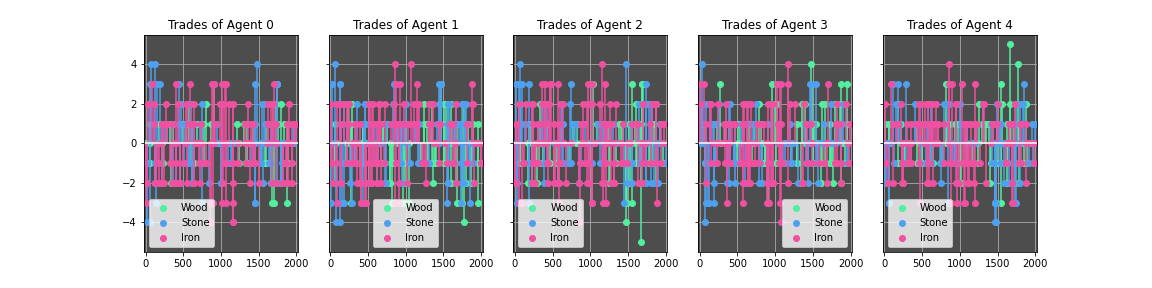 Trades of Agent 0
4
2
0
−2
−4
Wood
Stone
Iron
0
500
1000
1500
2000
Trades of Agent 1
Wood
Stone
Iron
0
500
1000
1500
2000
Trades of Agent 2
Wood
Stone
Iron
0
500
1000
1500
2000
Trades of Agent 3
Wood
Stone
Iron
0
500
1000
1500
2000
Trades of Agent 4
Wood
Stone
Iron
0
500
1000
1500
2000